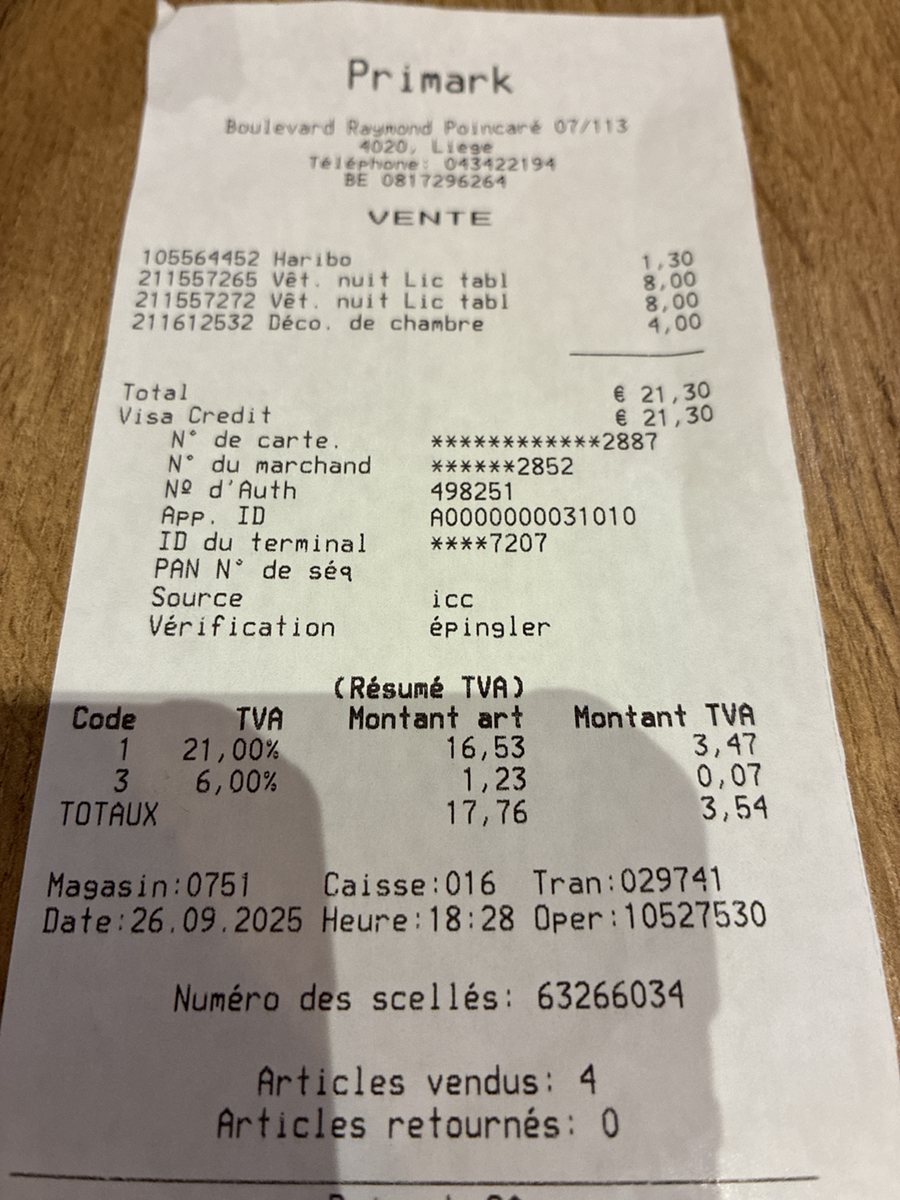 Primark
Boulevard Raymond Poincaré 07/113
4020, Liege
Téléphone: 043422194
BE 0817296264
VENTE
105564452 Haribo 1,30
211557265 Vêt. nuit Lic tabl 8,00
211557272 Vêt. nuit Lic tabl 8,00
211612532 Déco. de chambre 4,00
Total € 21,30
Visa Credit € 21,30
N° de carte. ************2887
N° du marchand ******2852
Nº d'Auth 498251
App. ID A0000000031010
ID du terminal ****7207
PAN N° de séq
Source icc
Vérification épingler
(Résumé TVA)
Code TVA Montant art Montant TVA
1 21,00% 16,53 3,47
3 6,00% 1,23 0,07
TOTAUX 17,76 3,54
Magasin:0751 Caisse:016 Tran:029741
Date:26.09.2025 Heure:18:28 Oper:10527530
Numéro des scellés: 63266034
Articles vendus: 4
Articles retournés: 0